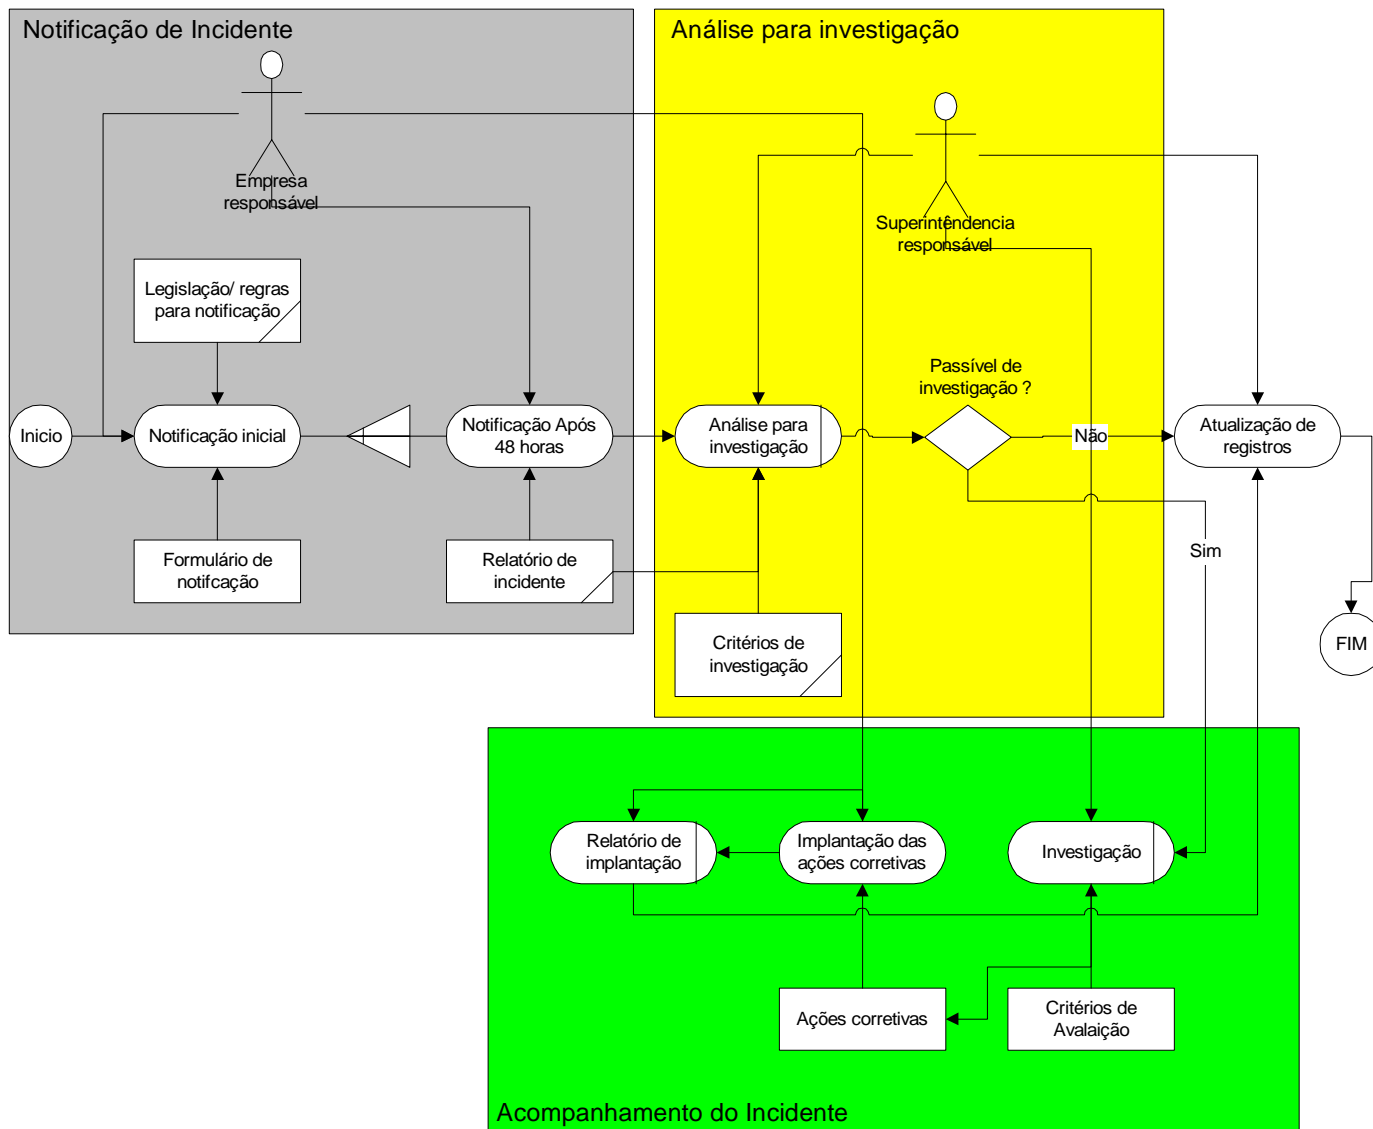 Notificação de Incidente
Análise para investigação
Empresa
responsável
Superintêndencia
responsável
Legislação/ regras
para notificação
Passível de
investigação ?
Inicio
Notificação inicial
Notificação Após
48 horas
Análise para
investigação
Não
Atualização de
registros
Formulário de
notifcação
Relatório de
incidente
Sim
Critérios de
investigação
FIM
Relatório de
implantação
Implantação das
ações corretivas
Investigação
Ações corretivas
Critérios de
Avalaição
Acompanhamento do Incidente